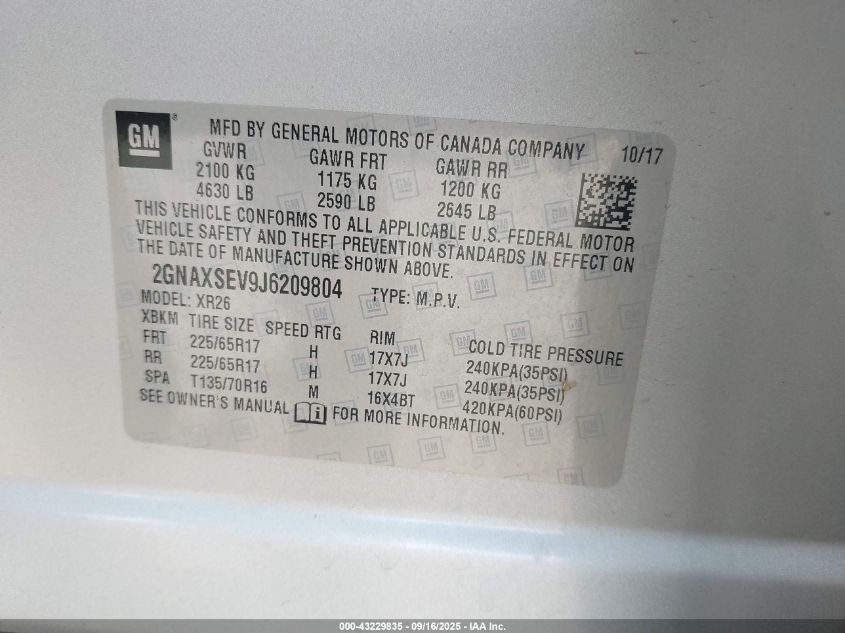 GM ®
MFD BY GENERAL MOTORS OF CANADA COMPANY 10/17
GVWR GAWR FRT GAWR RR
2100 KG 1175 KG 1200 KG
4630 LB 2590 LB 2645 LB
THIS VEHICLE CONFORMS TO ALL APPLICABLE U.S. FEDERAL MOTOR
VEHICLE SAFETY AND THEFT PREVENTION STANDARDS IN EFFECT ON
THE DATE OF MANUFACTURE SHOWN ABOVE.
2GNAXSEV9J6209804 TYPE: M.P.V.
MODEL: XR26
XBKM TIRE SIZE SPEED RTG RIM COLD TIRE PRESSURE
FRT 225/65R17 H 17X7J 240KPA(35PSI)
RR 225/65R17 H 17X7J 240KPA(35PSI)
SPA T135/70R16 M 16X4BT 420KPA(60PSI)
SEE OWNER'S MANUAL i FOR MORE INFORMATION.
000-43229835 - 09/16/2025 - IAA Inc.